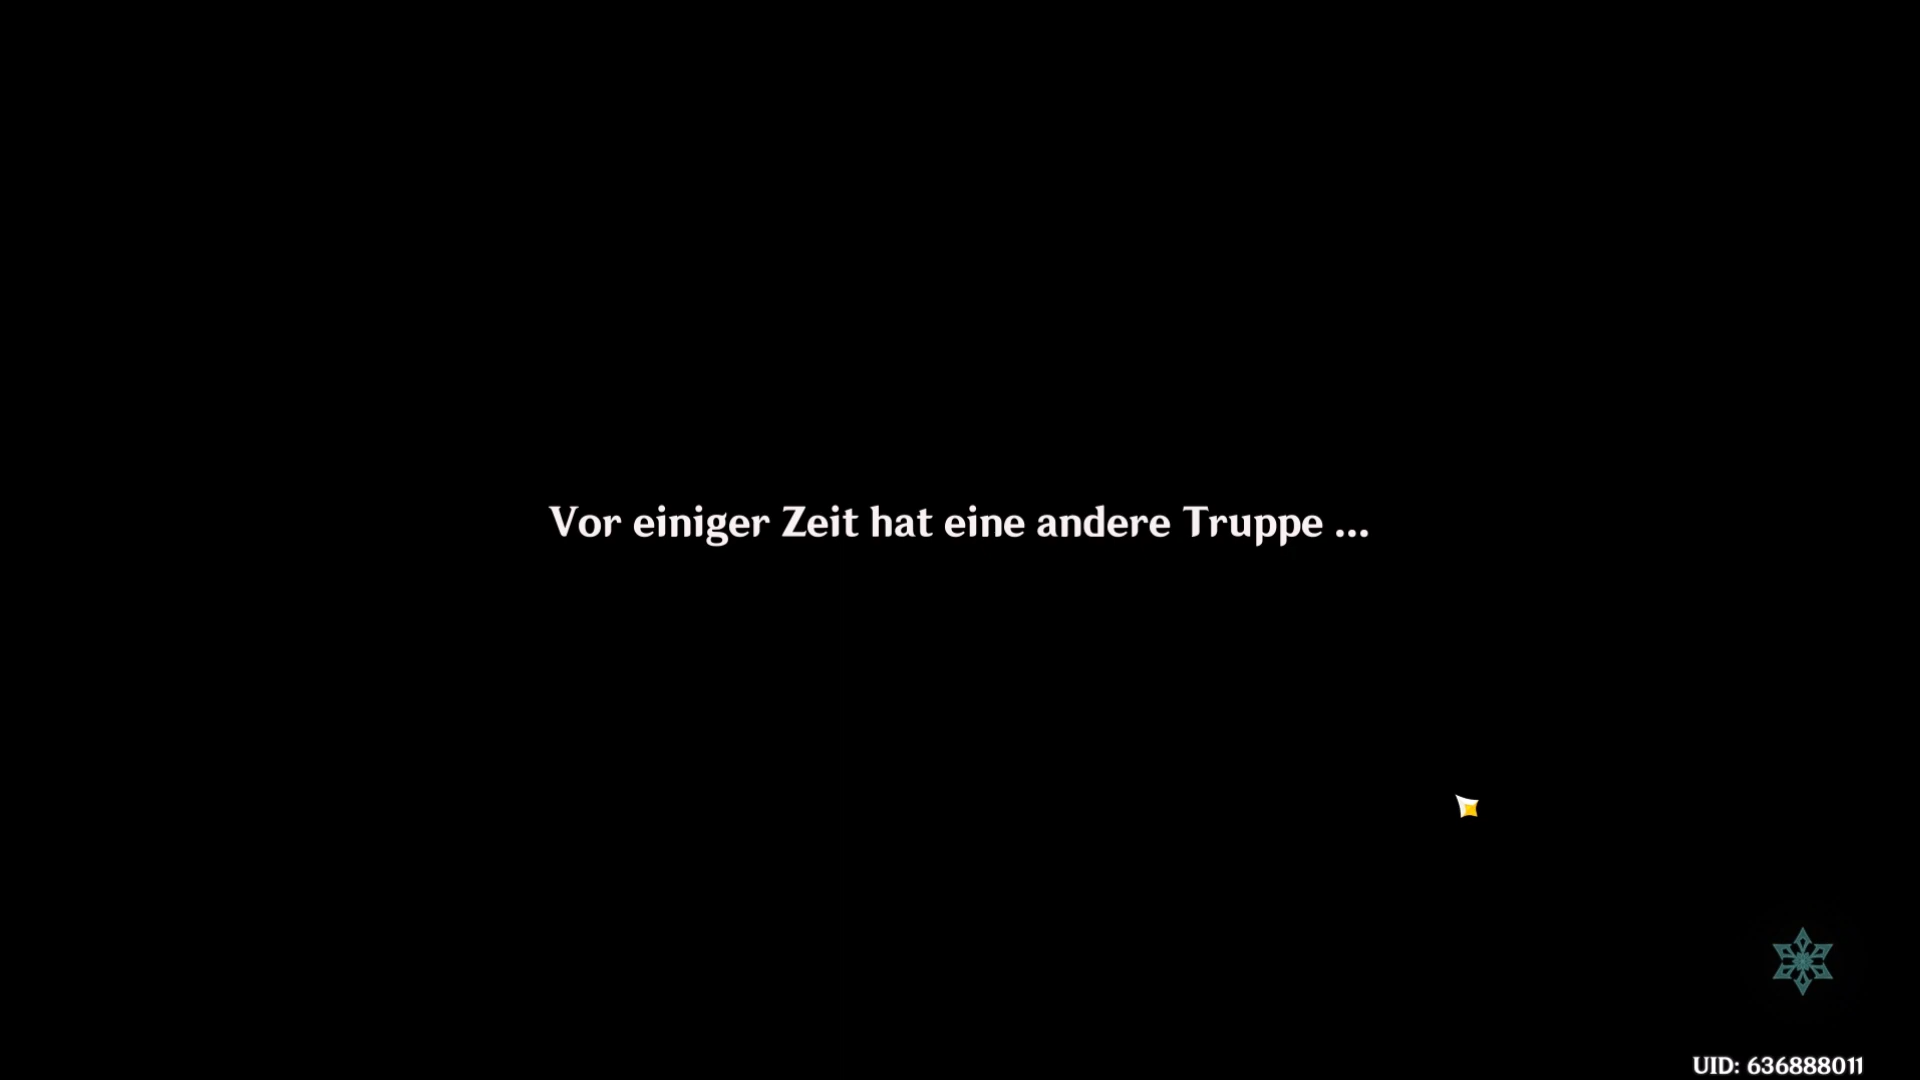 Vor einiger Zeit hat eine andere Truppe ...
UID: 636888011